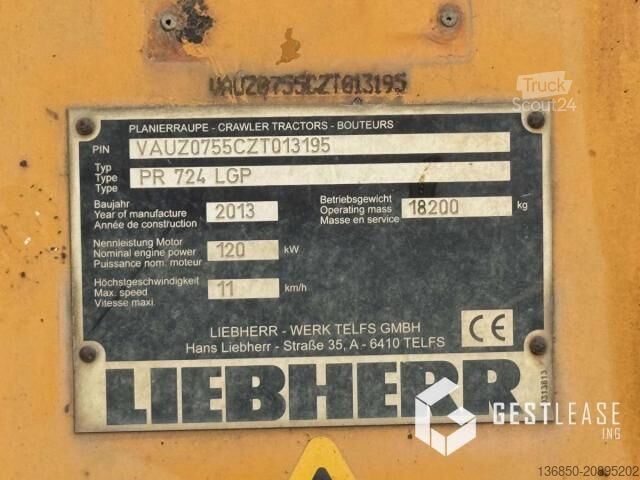 VAUZ0755CZT013195
Truck
Scout24
PLANIERRAUPE - CRAWLER TRACTORS - BOUTEURS
PIN VAUZ0755CZT013195
Typ
Type PR 724 LGP
Type
Baujahr
Year of manufacture 2013
Année de construction
Betriebsgewicht
Operating mass 18200 kg
Masse en service
Nennleistung Motor
Nominal engine power 120 kW
Puissance nom. moteur
Höchstgeschwindigkeit
Max. speed 11 km/h
Vitesse maxi.
LIEBHERR - WERK TELFS GMBH
Hans Liebherr - Straße 35, A - 6410 TELFS
CE
LIEBHERR
GESTLEASE
ING
136850-20895202